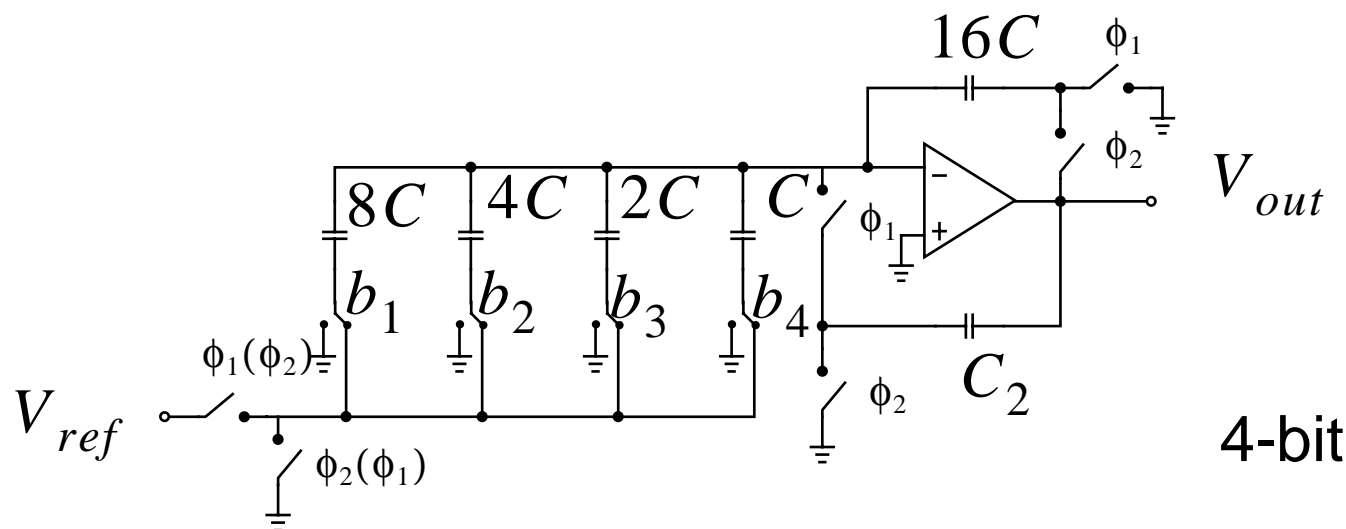 16C
ϕ1
ϕ2
Vout
8C 4C 2C C
ϕ1
−
+
b1 b2 b3 b4
ϕ1(ϕ2)
C2
Vref
ϕ2
ϕ2(ϕ1)
4-bit